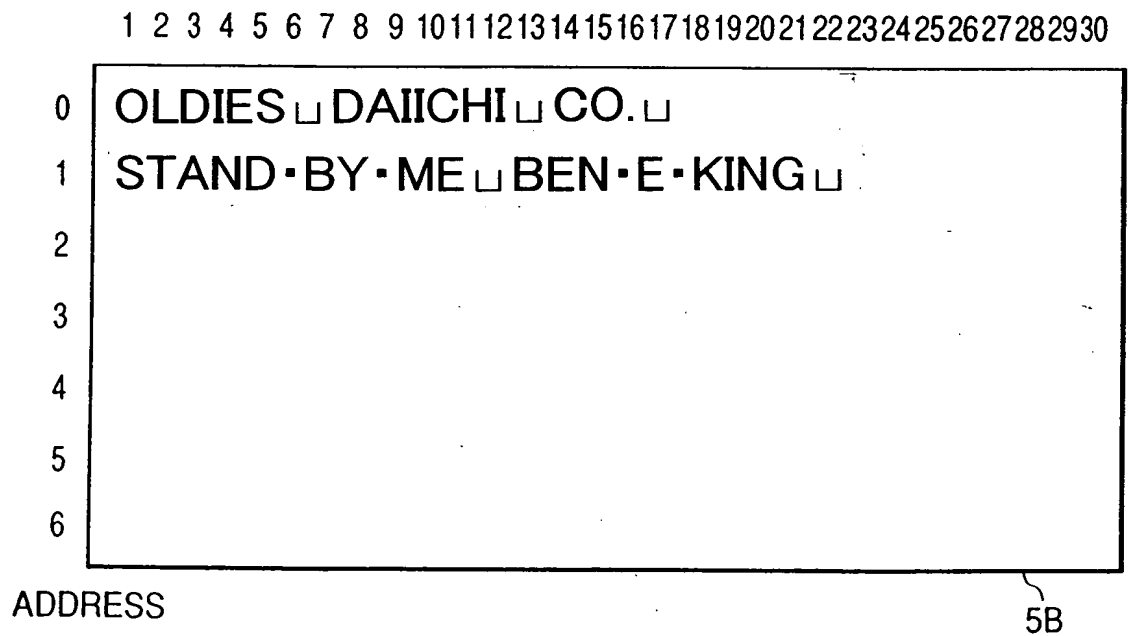 1 2 3 4 5 6 7 8 9 10 11 12 13 14 15 16 17 18 19 20 21 22 23 24 25 26 27 28 29 30
0 OLDIES␣DAIICHI␣CO.␣
1 STAND·BY·ME␣BEN·E·KING␣
2
3
4
5
6
ADDRESS
5B